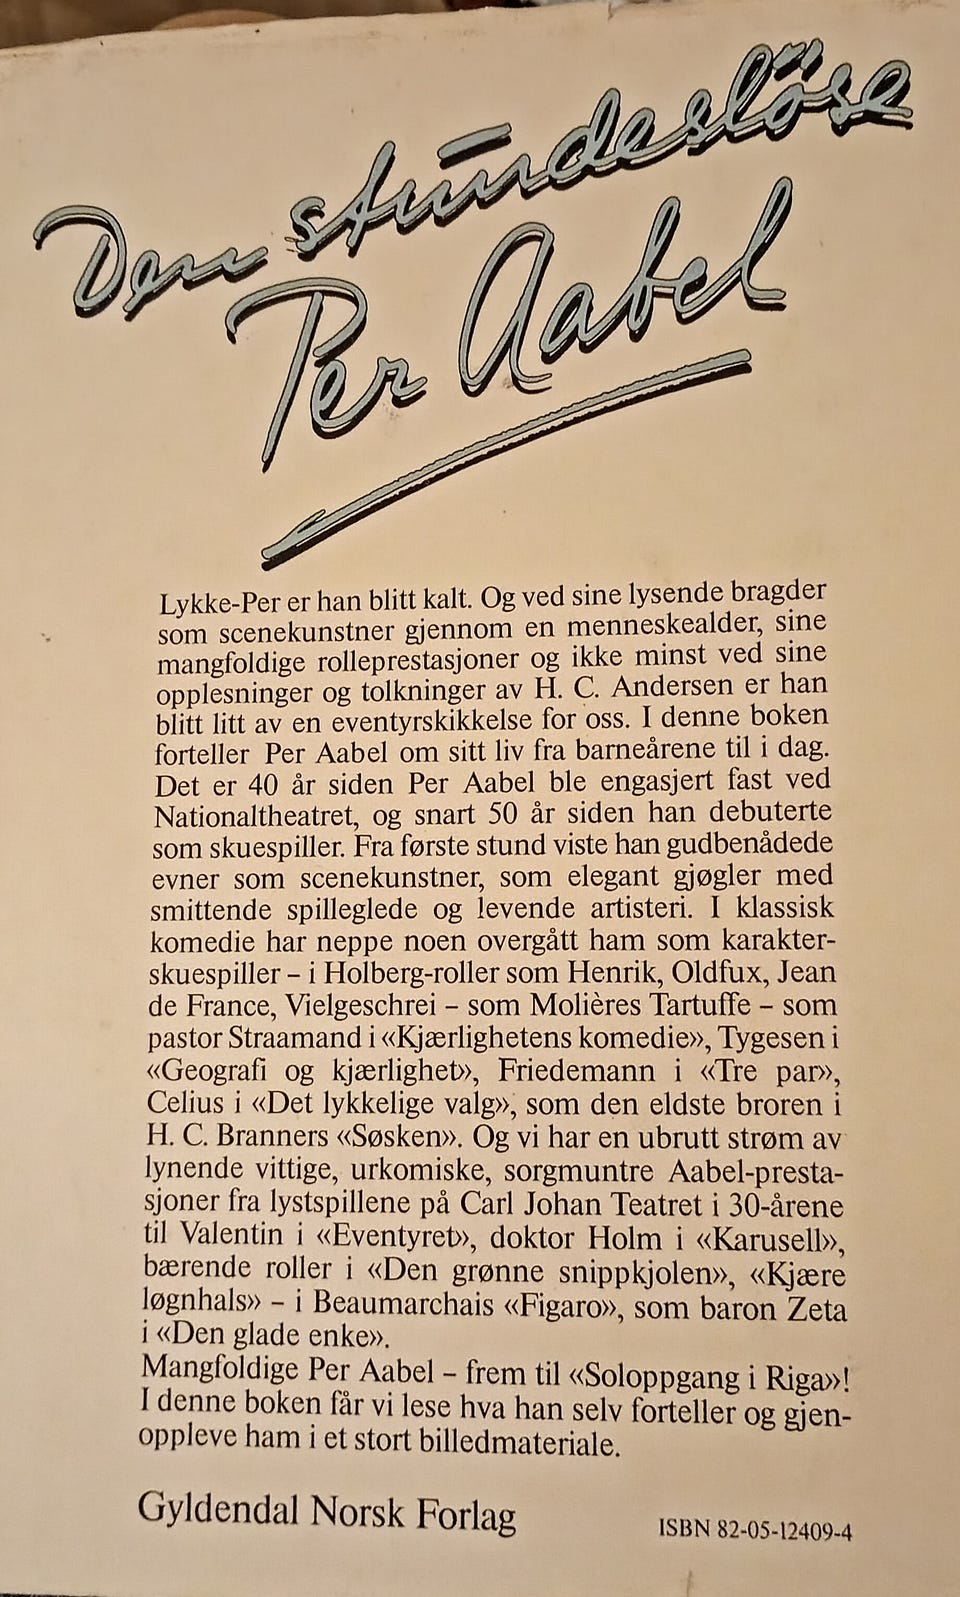 Den stundeslöse
Per Aabel
Lykke-Per er han blitt kalt. Og ved sine lysende bragder
som scenekunstner gjennom en menneskealder, sine
mangfoldige rolleprestasjoner og ikke minst ved sine
opplesninger og tolkninger av H. C. Andersen er han
blitt litt av en eventyrskikkelse for oss. I denne boken
forteller Per Aabel om sitt liv fra barneårene til i dag.
Det er 40 år siden Per Aabel ble engasjert fast ved
Nationaltheatret, og snart 50 år siden han debuterte
som skuespiller. Fra første stund viste han gudbenådede
evner som scenekunstner, som elegant gjøgler med
smittende spilleglede og levende artisteri. I klassisk
komedie har neppe noen overgått ham som karakter-
skuespiller – i Holberg-roller som Henrik, Oldfux, Jean
de France, Vielgeschrei – som Molières Tartuffe – som
pastor Straamand i «Kjærlighetens komedie», Tygesen i
«Geografi og kjærlighet», Friedemann i «Tre par»,
Celius i «Det lykkelige valg», som den eldste broren i
H. C. Branners «Søsken». Og vi har en ubrutt strøm av
lynende vittige, urkomiske, sorgmuntre Aabel-presta-
sjoner fra lystspillene på Carl Johan Teatret i 30-årene
til Valentin i «Eventyret», doktor Holm i «Karusell»,
bærende roller i «Den grønne snippkjolen», «Kjære
løgnhals» – i Beaumarchais «Figaro», som baron Zeta
i «Den glade enke».
Mangfoldige Per Aabel – frem til «Soloppgang i Riga»!
I denne boken får vi lese hva han selv forteller og gjen-
oppleve ham i et stort billedmateriale.
Gyldendal Norsk Forlag
ISBN 82-05-12409-4